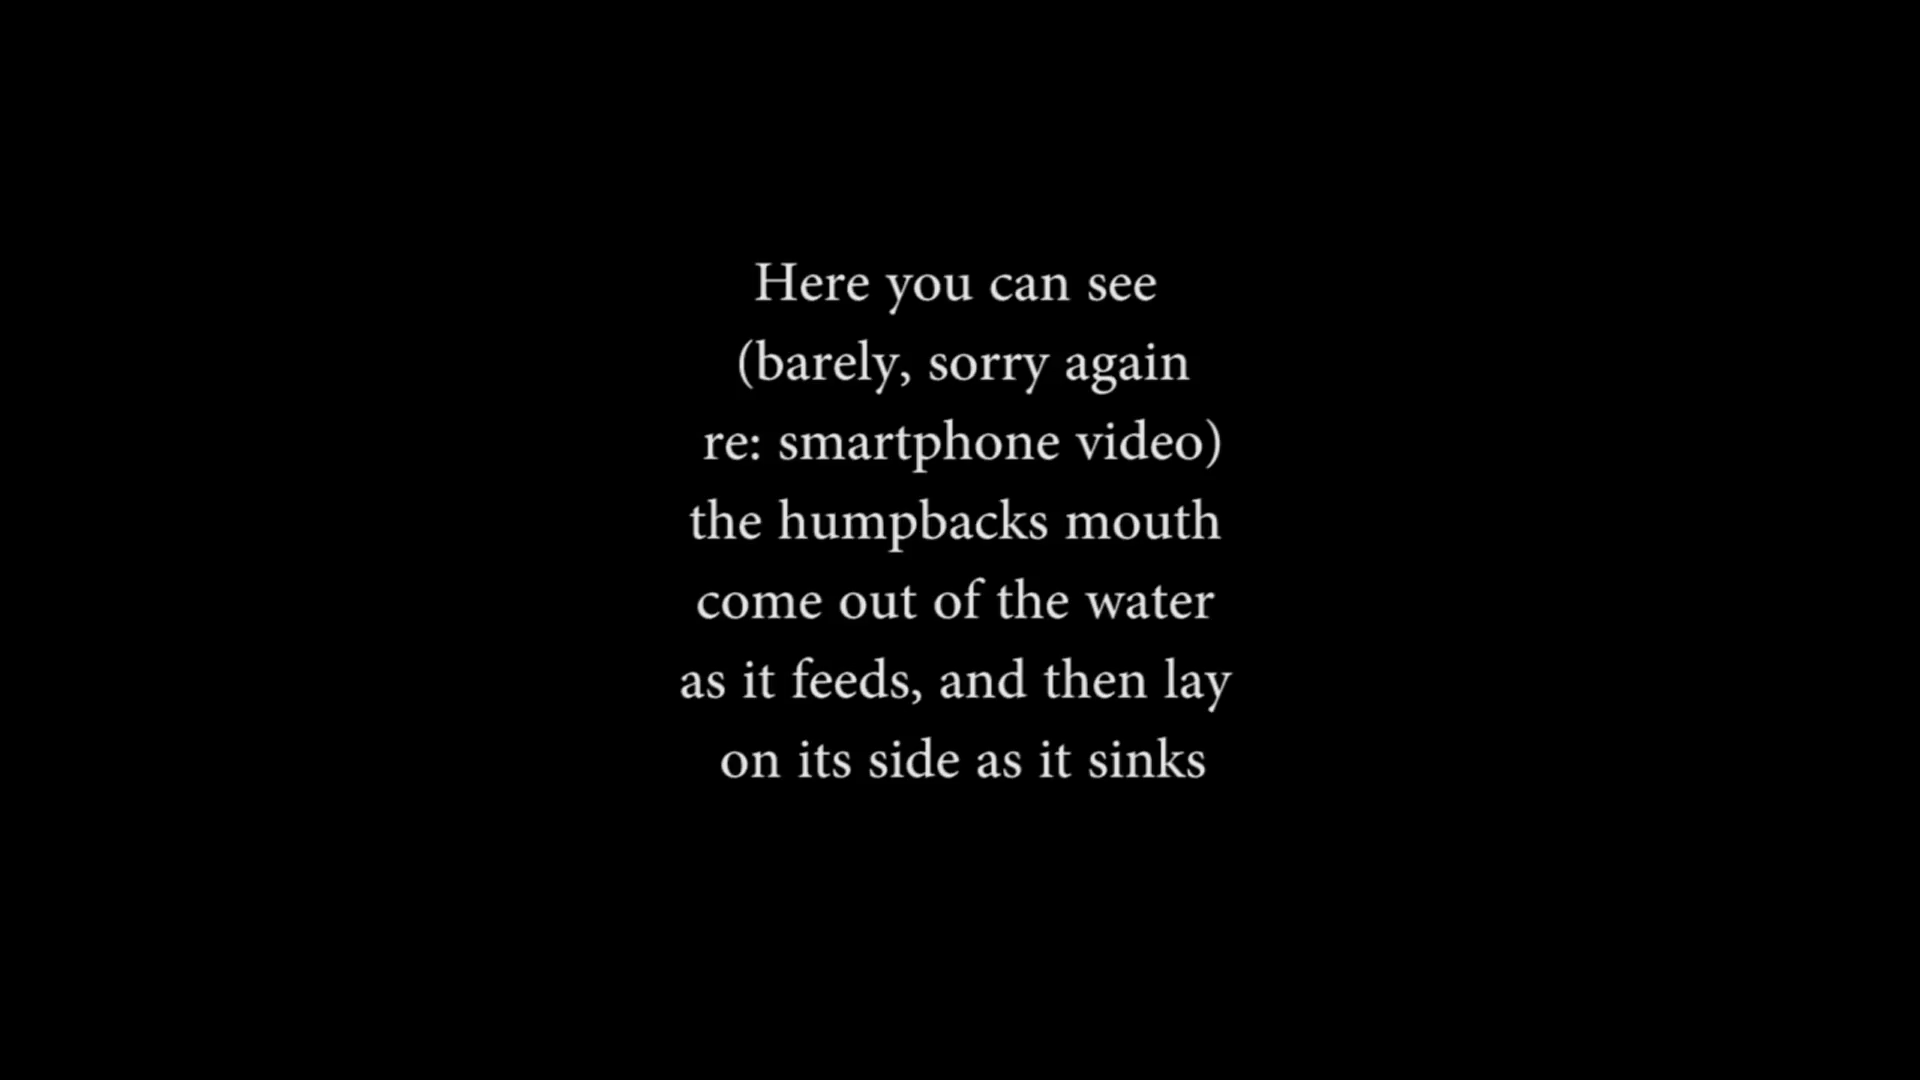 Here you can see
(barely, sorry again
re: smartphone video)
the humpbacks mouth
come out of the water
as it feeds, and then lay
on its side as it sinks